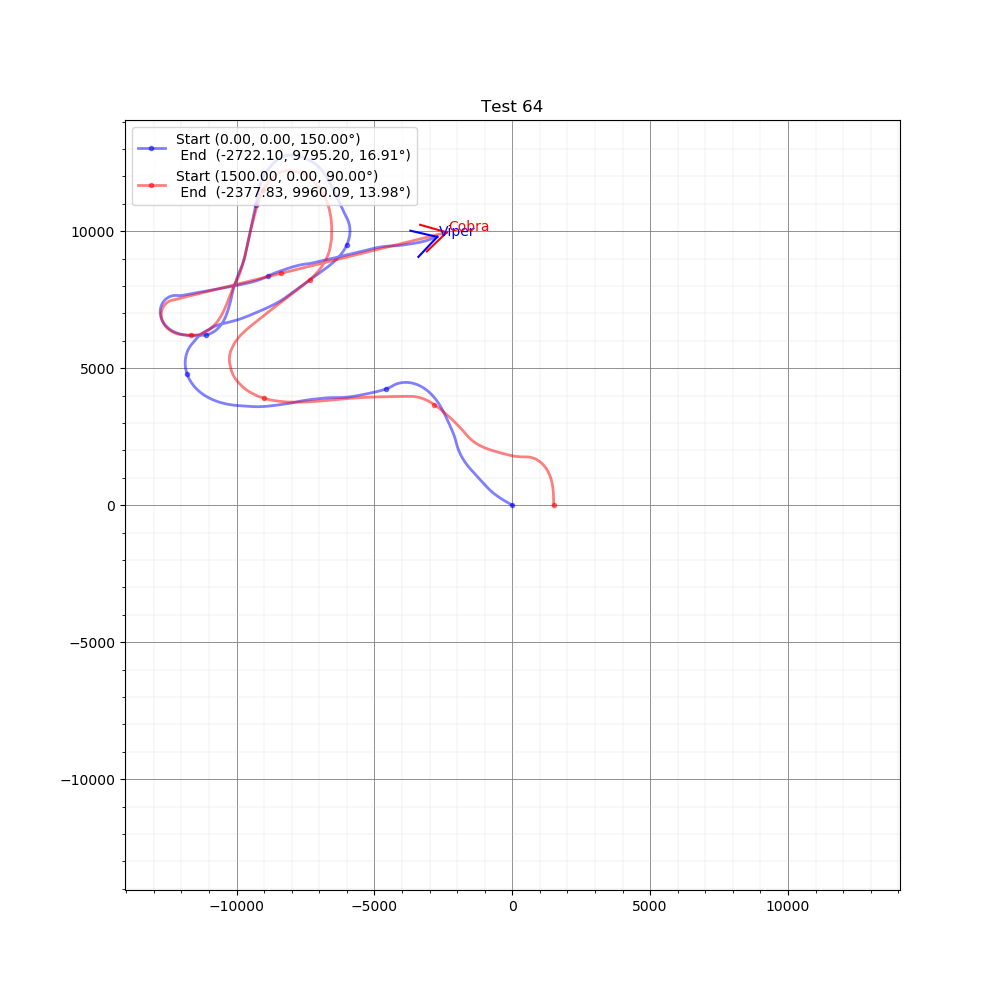 Test 64
Start (0.00, 0.00, 150.00°)
End  (-2722.10, 9795.20, 16.91°)
Start (1500.00, 0.00, 90.00°)
End  (-2377.83, 9960.09, 13.98°)
Cobra
Viper
10000
5000
0
−5000
−10000
−10000 −5000 0 5000 10000